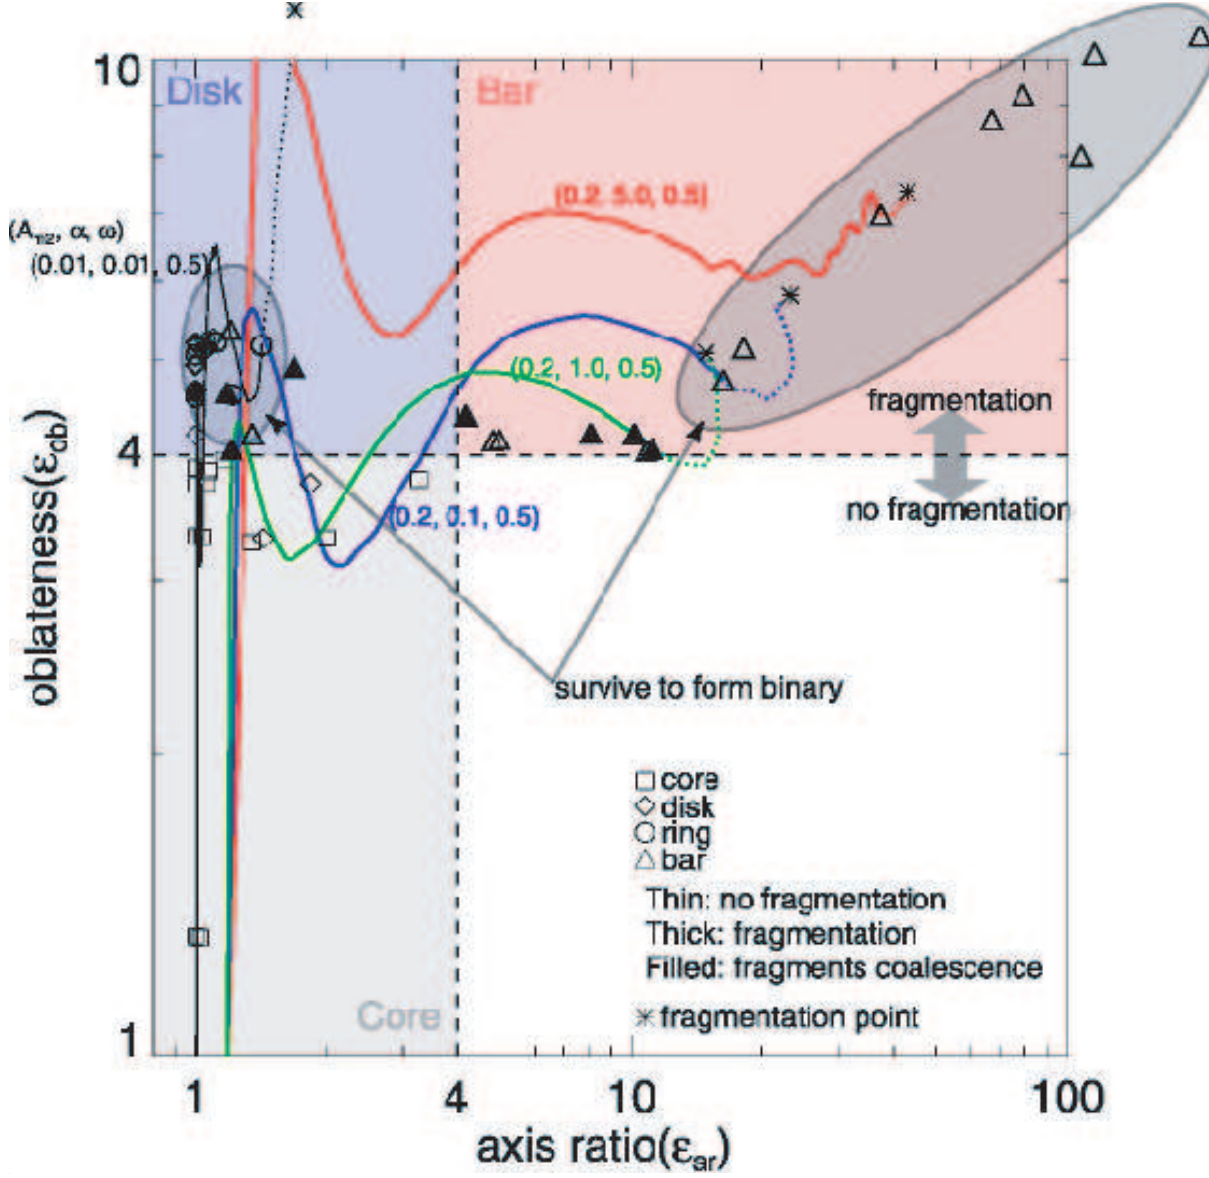 10
Disk
Bar
(0.2, 5.0, 0.5)
(A_m2, α, ω)
(0.01, 0.01, 0.5)
(0.2, 1.0, 0.5)
fragmentation
4
no fragmentation
(0.2, 0.1, 0.5)
survive to form binary
core
disk
ring
bar
Thin: no fragmentation
Thick: fragmentation
Filled: fragments coalescence
fragmentation point
Core
1
1
4
10
100
axis ratio(ε_ar)
oblateness(ε_ob)